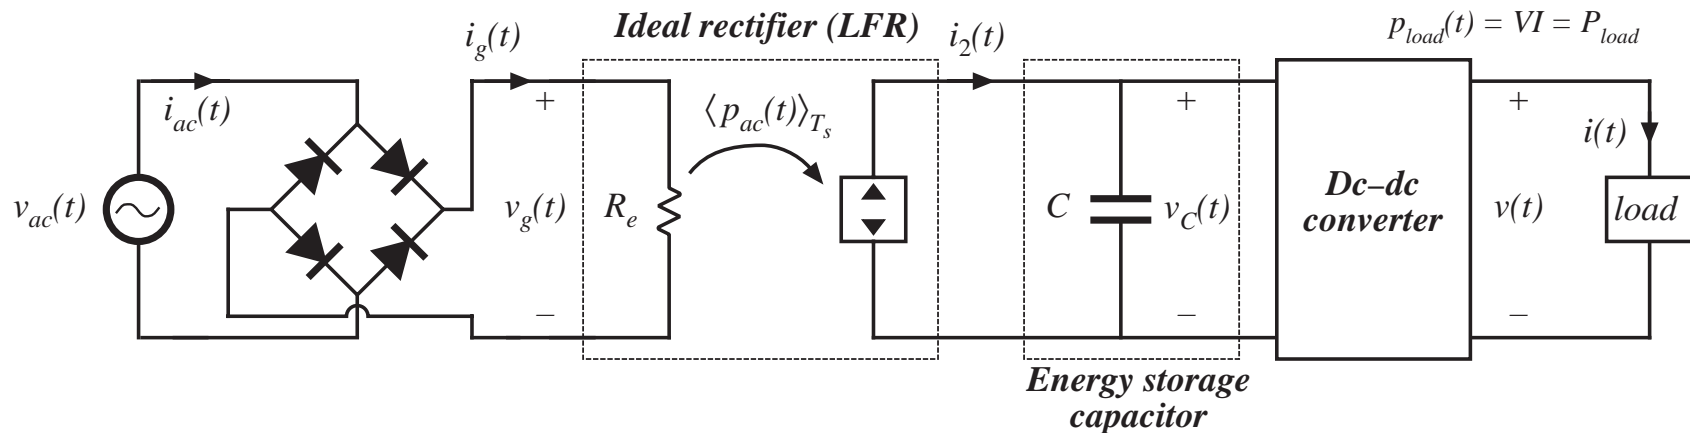 Ideal rectifier (LFR)
p_load(t) = VI = P_load
i_g(t)
i_2(t)
i_ac(t)
+
⟨p_ac(t)⟩_T_s
+
+
i(t)
v_ac(t)
v_g(t)
R_e
C
v_C(t)
Dc–dc
converter
v(t)
load
–
–
–
Energy storage
capacitor